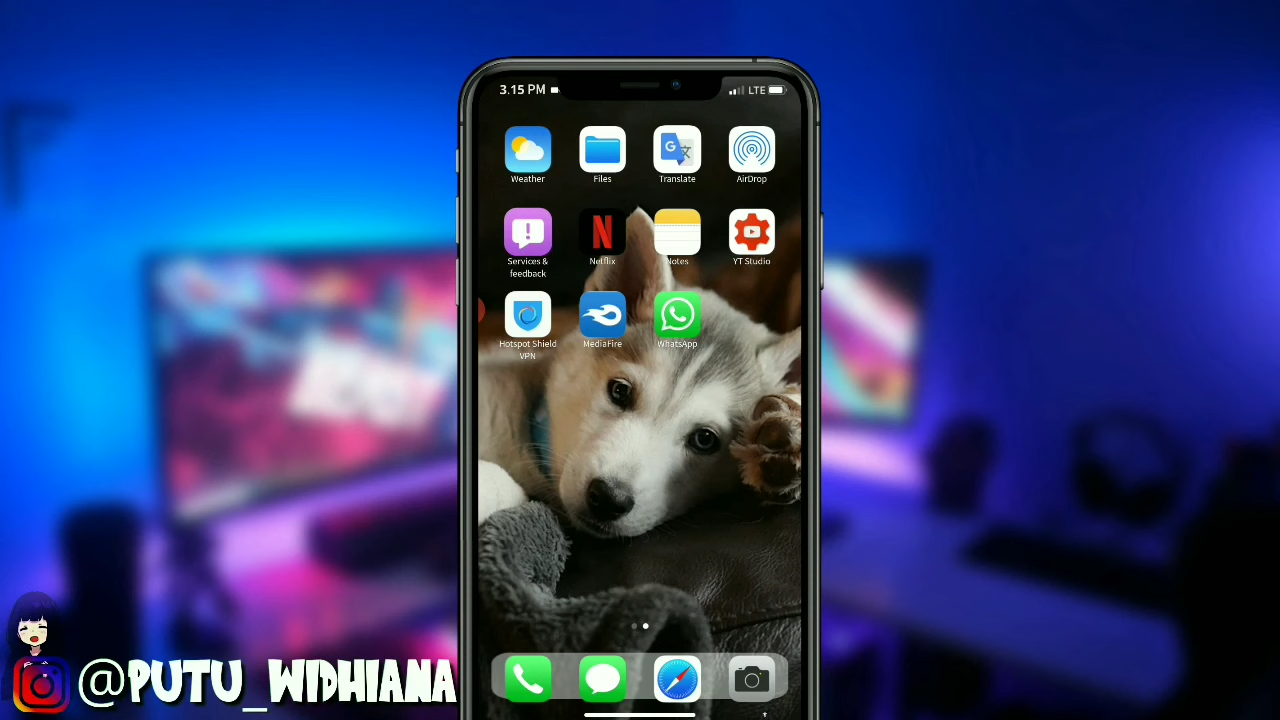 3.15 PM
LTE
Weather
Files
Translate
AirDrop
Services &
feedback
Netflix
Notes
YT Studio
Hotspot Shield
VPN
MediaFire
WhatsApp
@PUTU_WIDHIANA